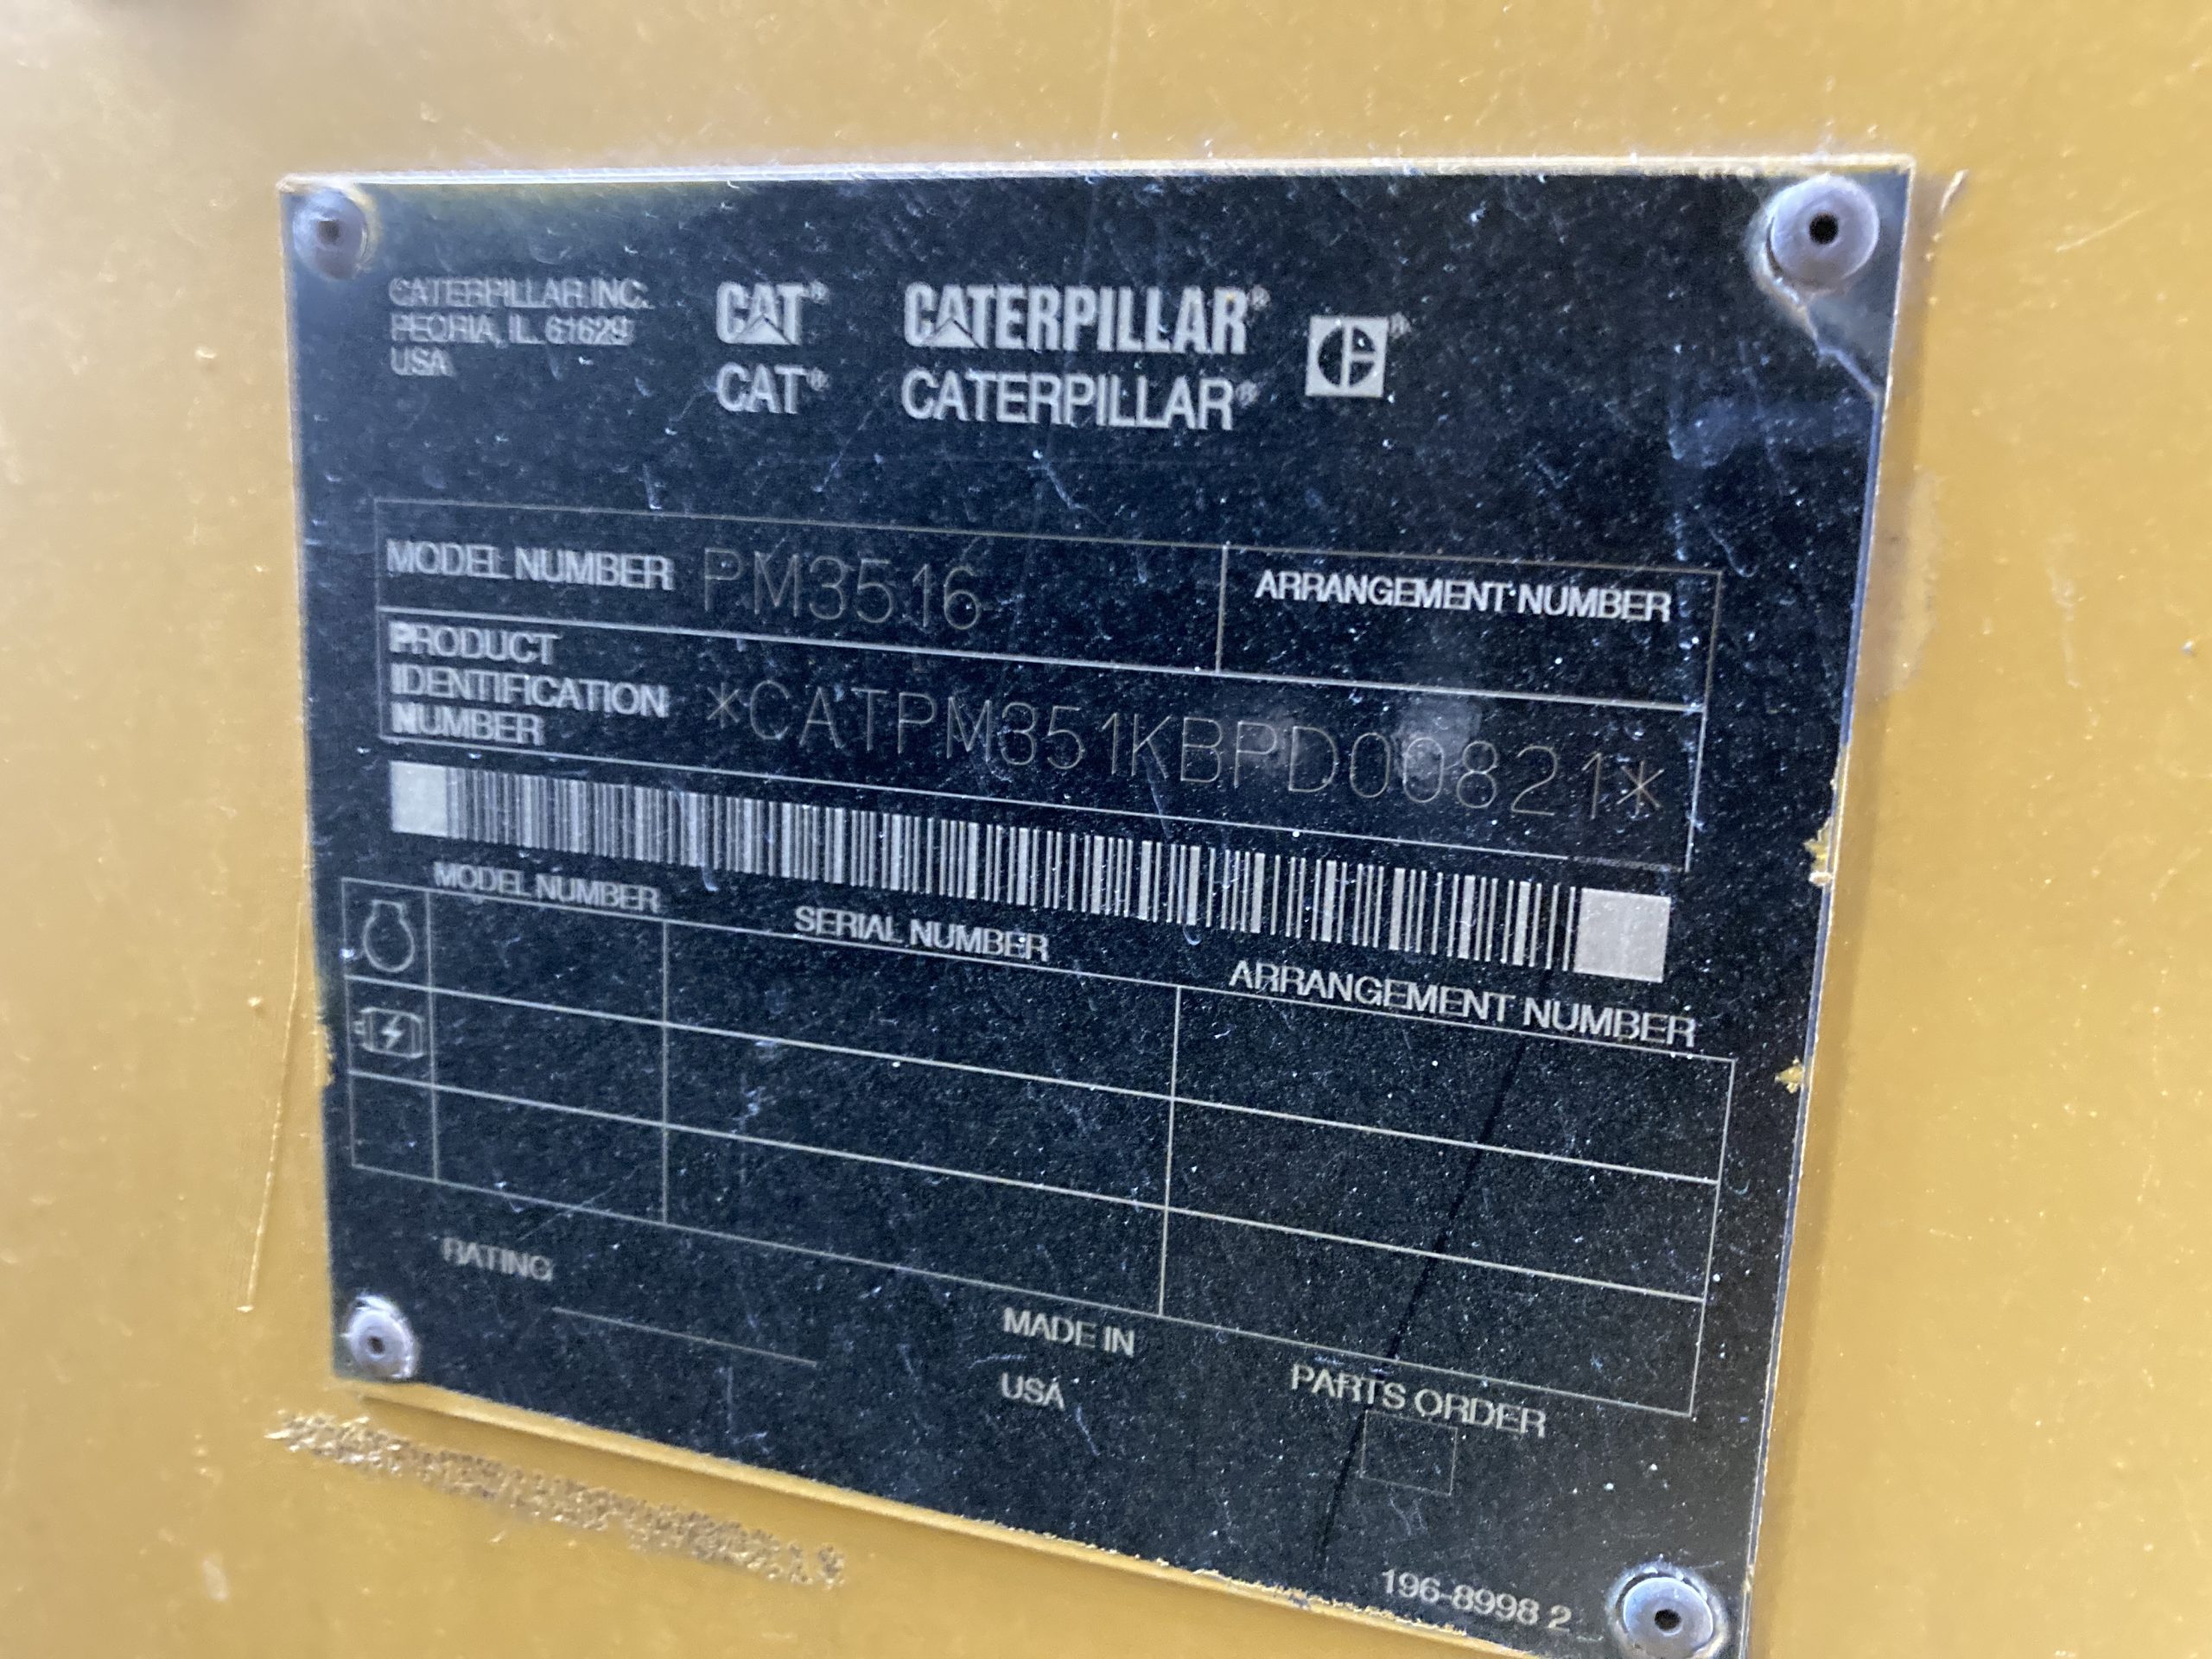 CATERPILLAR INC.
PEORIA, IL. 61629
USA
CAT® CATERPILLAR® ®
CAT® CATERPILLAR®
MODEL NUMBER PM3516
ARRANGEMENT NUMBER
PRODUCT
IDENTIFICATION
NUMBER
*CATPM351KBPD00821*
MODEL NUMBER
SERIAL NUMBER
ARRANGEMENT NUMBER
RATING
MADE IN
USA
PARTS ORDER
196-8998 2